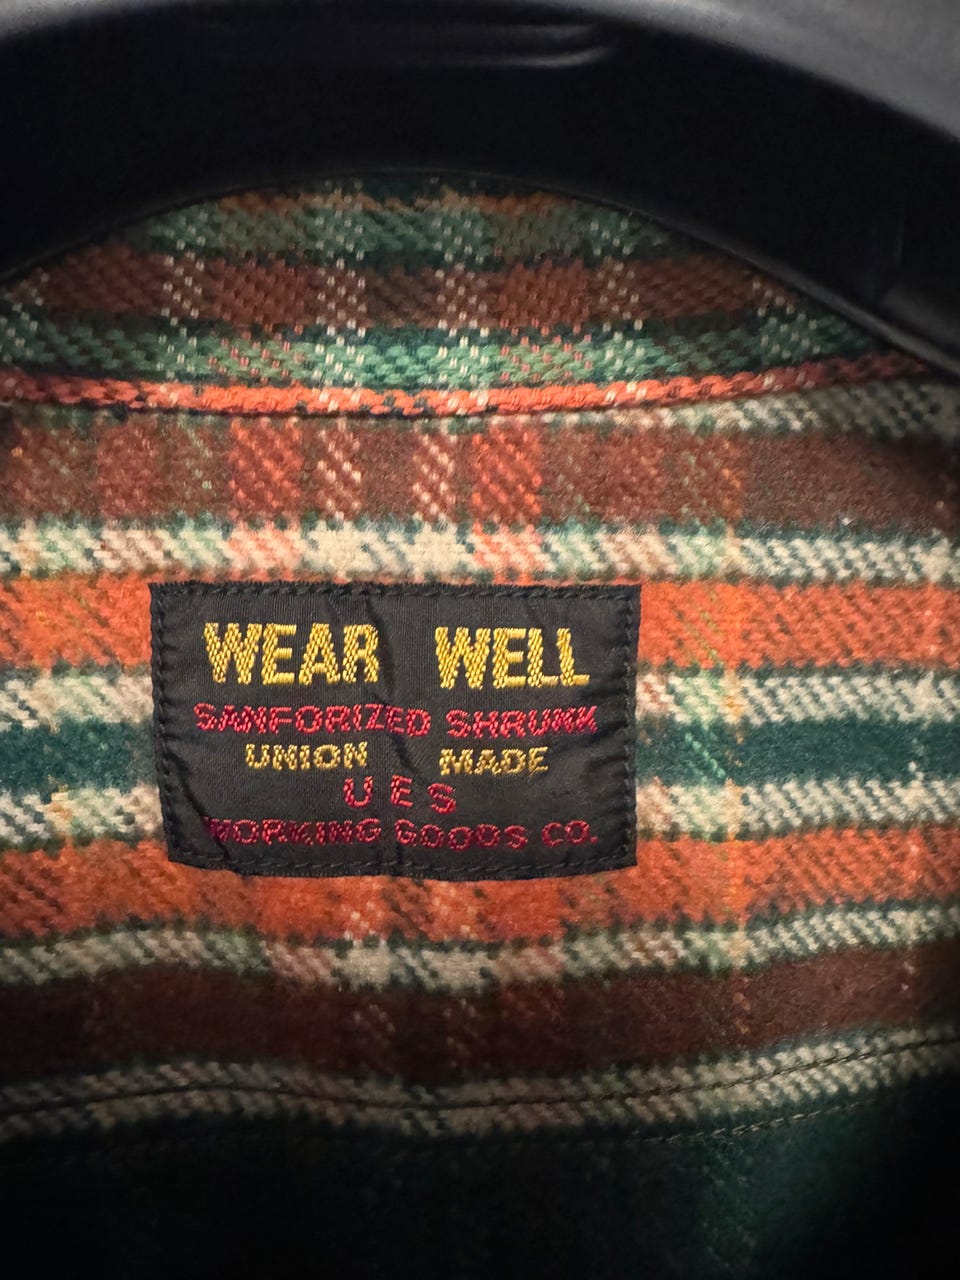 WEAR WELL
SANFORIZED SHRUNK
UNION MADE
UES
WORKING GOODS CO.